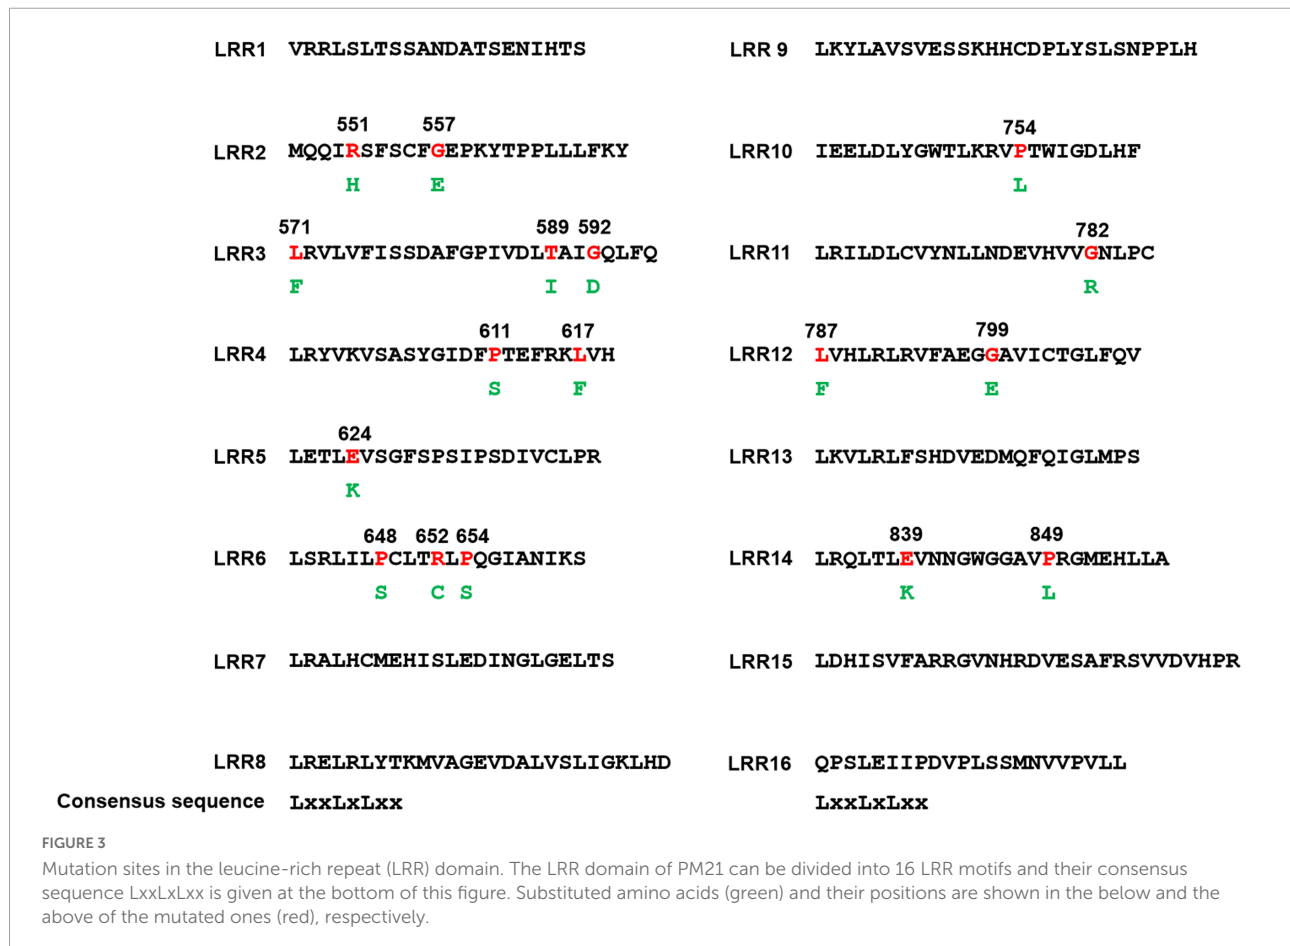 LRR1 VRRLSLTSSANDATSENIHTS
551 557
LRR2 MQQIRSFSCFGEPKYTPPLLLFKY
H E
571 589 592
LRR3 LRVLVFISSDAFGPIVDLTAIGQLFQ
F I D
611 617
LRR4 LRYVKVSASYGIDFPTEFRKLVH
S F
624
LRR5 LETLEVSGFSPSIPSDIVCLPR
K
648 652 654
LRR6 LSRLILPCLTRLPQGIANIKS
S C S
LRR7 LRALHCMEHISLEDINGLGELTS
LRR8 LRELRLYTKMVAGEVDALVSLIGKLHD
Consensus sequence LxxLxLxx
LRR 9 LKYLAVSVESSKHHCDPLYSLSNPPLH
754
LRR10 IEELDLYGWTLKRVPTWIGDLHF
L
782
LRR11 LRILDLCVYNLLNDEVHVVGNLPC
R
787 799
LRR12 LVHLRLRVFAEGGAVICTGLFQV
F E
LRR13 LKVLRLFSHDVEDMQFQIGLMPS
839 849
LRR14 LRQLTLEVNNGWGGAVPRGMEHLLA
K L
LRR15 LDHISVFARRGVNHRDVESAFRSVVDVHPR
LRR16 QPSLEIIPDVPLSSMNVVPVLL
LxxLxLxx
FIGURE 3
Mutation sites in the leucine-rich repeat (LRR) domain. The LRR domain of PM21 can be divided into 16 LRR motifs and their consensus
sequence LxxLxLxx is given at the bottom of this figure. Substituted amino acids (green) and their positions are shown in the below and the
above of the mutated ones (red), respectively.